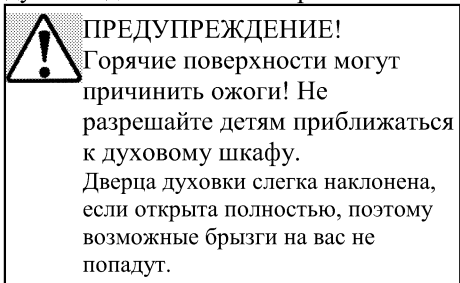 ПРЕДУПРЕЖДЕНИЕ!
Горячие поверхности могут
причинить ожоги! Не
разрешайте детям приближаться
к духовому шкафу.
Дверца духовки слегка наклонена,
если открыта полностью, поэтому
возможные брызги на вас не
попадут.